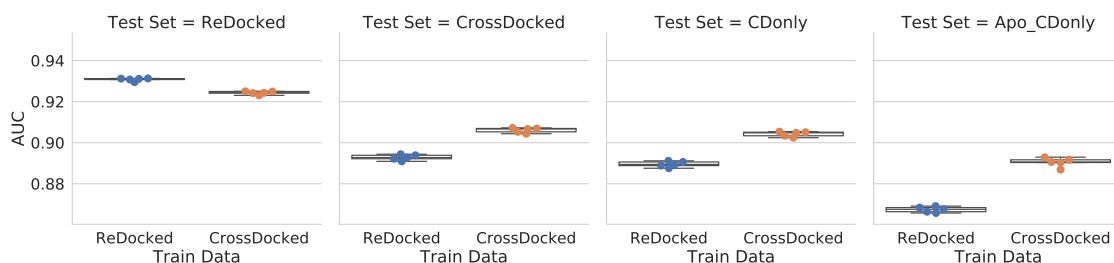 Test Set = ReDocked
Test Set = CrossDocked
Test Set = CDonly
Test Set = Apo_CDonly
AUC
0.94
0.92
0.90
0.88
ReDocked CrossDocked
Train Data
ReDocked CrossDocked
Train Data
ReDocked CrossDocked
Train Data
ReDocked CrossDocked
Train Data